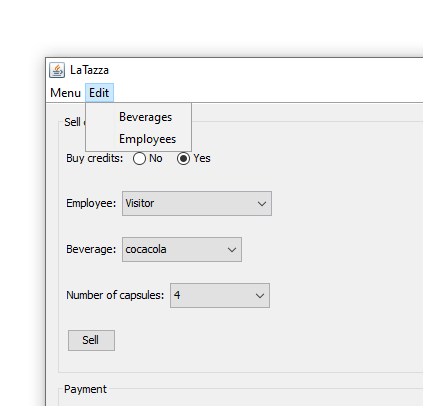 LaTazza
Menu Edit
Beverages
Sell
Employees
Buy credits: No Yes
Employee: Visitor
Beverage: cocacola
Number of capsules: 4
Sell
Payment